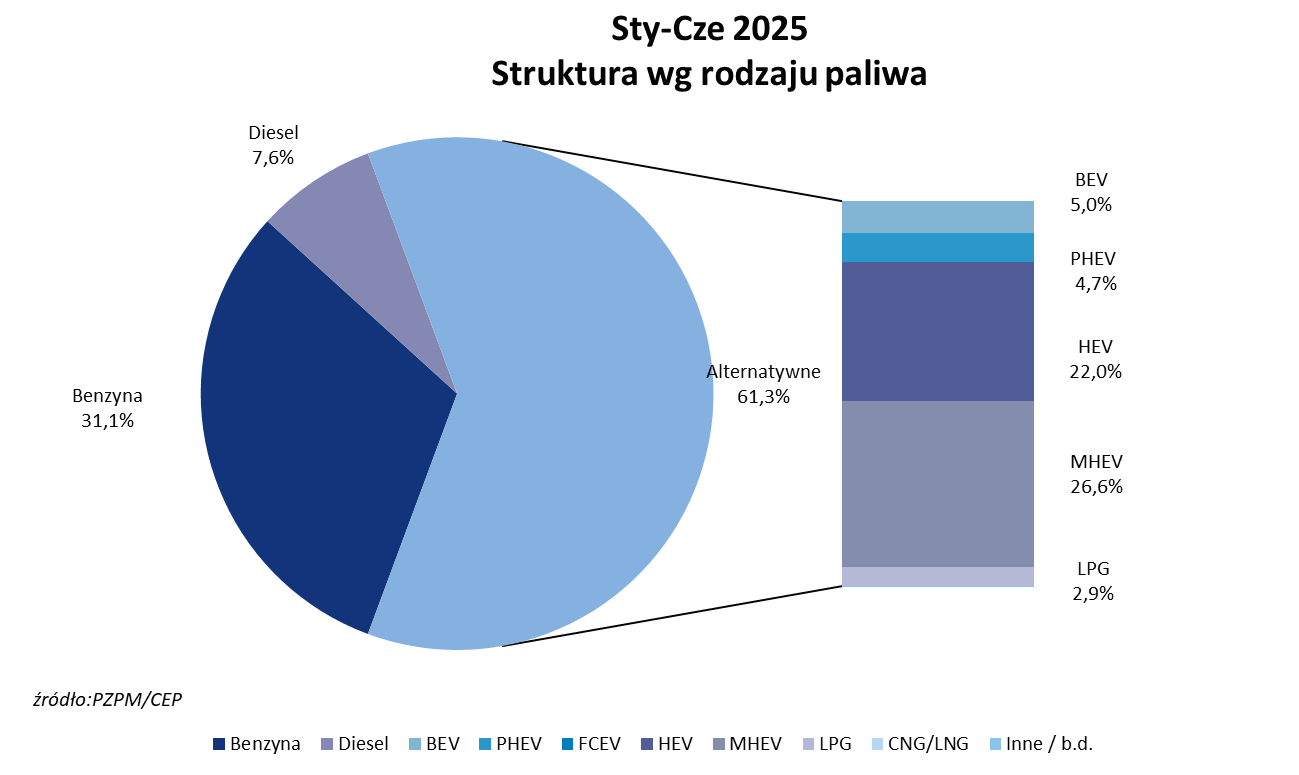 Sty-Cze 2025
Struktura wg rodzaju paliwa
Diesel
7,6%
Benzyna
31,1%
Alternatywne
61,3%
BEV
5,0%
PHEV
4,7%
HEV
22,0%
MHEV
26,6%
LPG
2,9%
źródło:PZPM/CEP
Benzyna Diesel BEV PHEV FCEV HEV MHEV LPG CNG/LNG Inne / b.d.